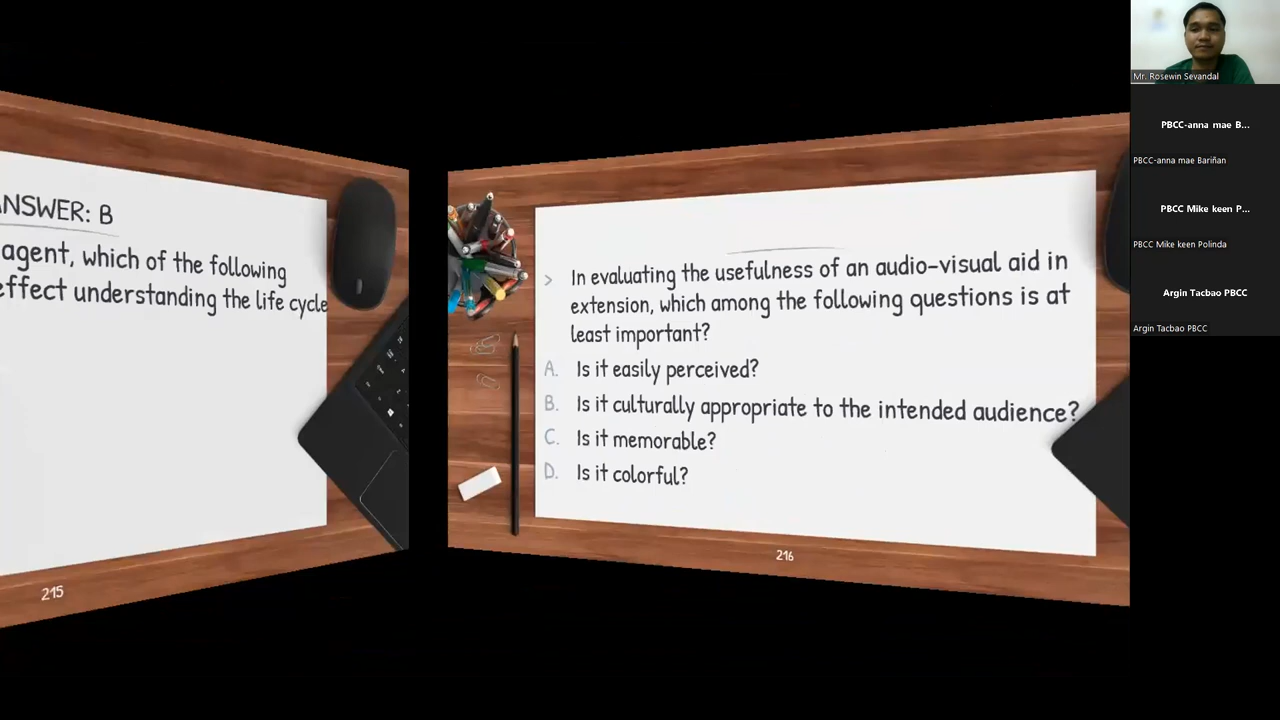 ANSWER: B
agent, which of the following
effect understanding the life cycle
215
> In evaluating the usefulness of an audio-visual aid in
extension, which among the following questions is at
least important?
A. Is it easily perceived?
B. Is it culturally appropriate to the intended audience?
C. Is it memorable?
D. Is it colorful?
216
Mr. Rosewin Sevandal
PBCC-anna mae B...
PBCC-anna mae Bariñan
PBCC Mike keen P...
PBCC Mike keen Polinda
Argin Tacbao PBCC
Argin Tacbao PBCC